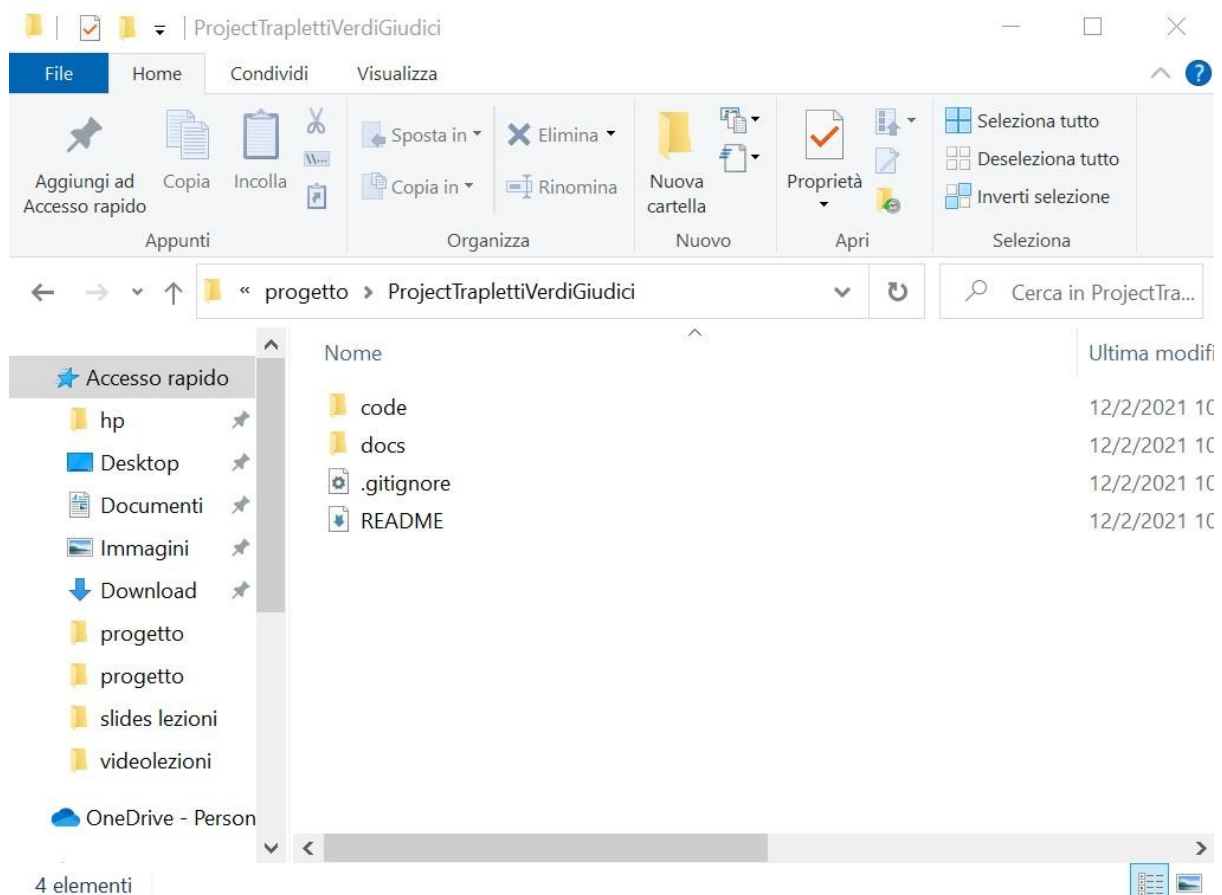 ProjectTraplettiVerdiGiudici
File Home Condividi Visualizza
Aggiungi ad Accesso rapido
Copia
Incolla
Sposta in
Copia in
Elimina
Rinomina
Nuova cartella
Proprietà
Seleziona tutto
Deseleziona tutto
Inverti selezione
Appunti Organizza Nuovo Apri Seleziona
« progetto > ProjectTraplettiVerdiGiudici
Cerca in ProjectTra...
Nome Ultima modifi
code 12/2/2021 10
docs 12/2/2021 10
.gitignore 12/2/2021 10
README 12/2/2021 10
Accesso rapido
hp
Desktop
Documenti
Immagini
Download
progetto
progetto
slides lezioni
videolezioni
OneDrive - Person
4 elementi